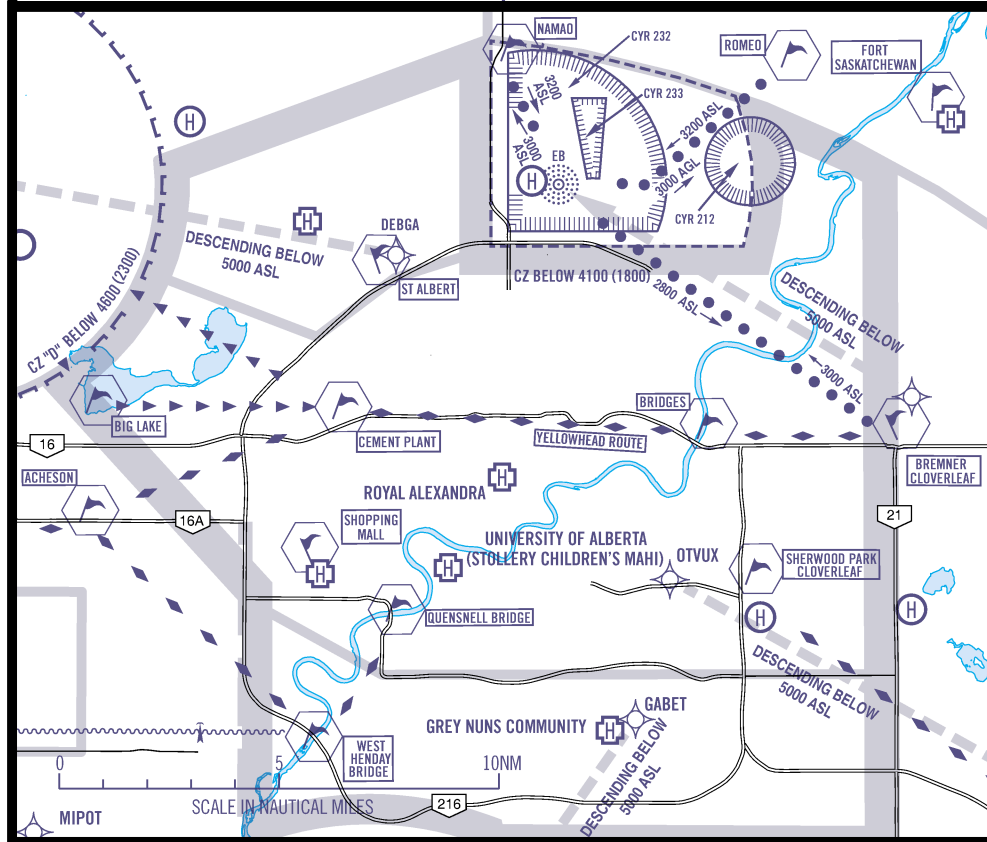 NAMAO
CYR 232
ROMEO
FORT
SASKATCHEWAN
CYR 233
3200
ASL
3000
ASL
3200 ASL
3000 AGL
EB
H
H
H
H
CYR 212
DEBGA
DESCENDING BELOW
5000 ASL
ST ALBERT
CZ BELOW 4100 (1800)
CZ "D" BELOW 4600 (2300)
2800 ASL
DESCENDING BELOW
5000 ASL
3000 ASL
BIG LAKE
CEMENT PLANT
BRIDGES
YELLOWHEAD ROUTE
16
BREMNER
CLOVERLEAF
ACHESON
ROYAL ALEXANDRA
H
16A
SHOPPING
MALL
21
UNIVERSITY OF ALBERTA
(STOLLERY CHILDREN'S MAHI)
OTVUX
H
H
SHERWOOD PARK
CLOVERLEAF
QUENSNELL BRIDGE
H
H
DESCENDING BELOW
5000 ASL
GABET
GREY NUNS COMMUNITY
H
WEST
HENDAY
BRIDGE
DESCENDING BELOW
5000 ASL
0
5
10NM
SCALE IN NAUTICAL MILES
216
MIPOT